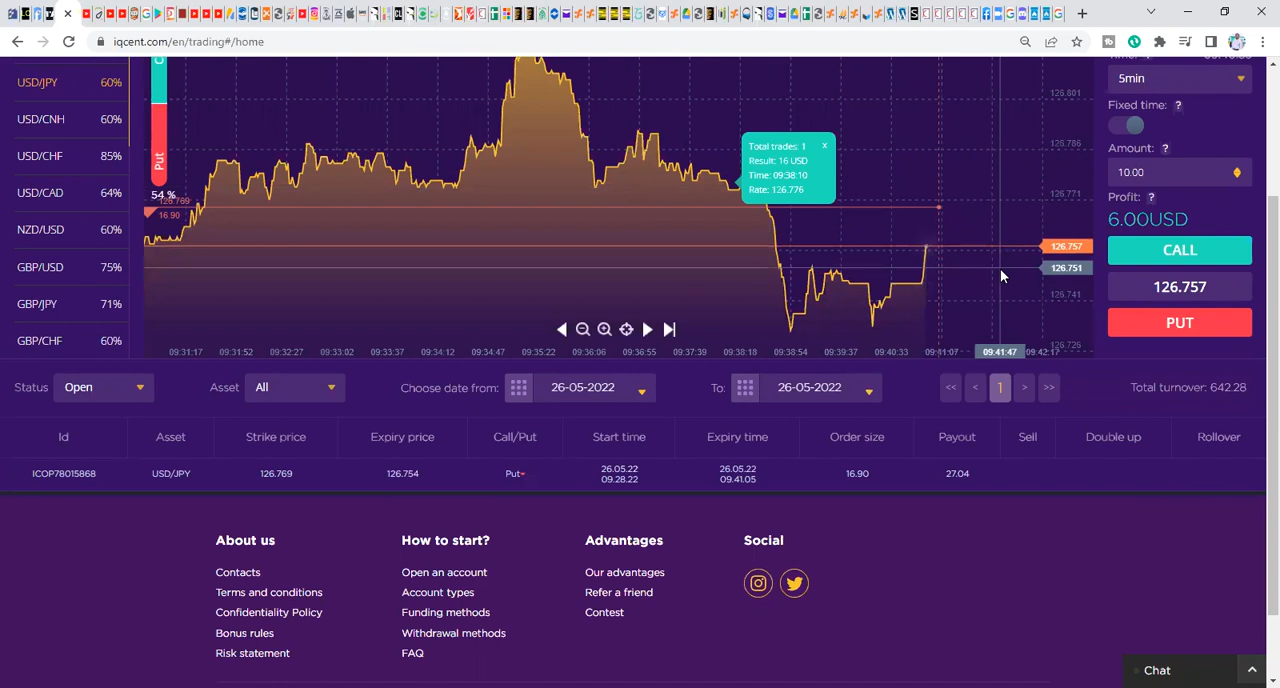 iqcent.com/en/trading#/home
USD/JPY 60%
USD/CNH 60%
USD/CHF 85%
USD/CAD 64%
NZD/USD 60%
GBP/USD 75%
GBP/JPY 71%
GBP/CHF 60%
Put
54 %
126.769
16.90
Total trades: 1 x
Result: 16 USD
Time: 09:38:10
Rate: 126.776
126.801
126.786
126.771
126.757
126.751
126.741
126.725
09:31:17 09:31:52 09:32:27 09:33:02 09:33:37 09:34:12 09:34:47 09:35:22 09:36:06 09:36:55 09:37:39 09:38:18 09:38:54 09:39:37 09:40:33 09:41:07 09:41:47 09:42:17
5min
Fixed time: ?
Amount: ?
10.00
Profit: ?
6.00USD
CALL
126.757
PUT
Status Open Asset All Choose date from: 26-05-2022 To: 26-05-2022 << < 1 > >> Total turnover: 642.28
Id Asset Strike price Expiry price Call/Put Start time Expiry time Order size Payout Sell Double up Rollover
ICOP78015868 USD/JPY 126.769 126.754 Put 26.05.22 09.28.22 26.05.22 09.41.05 16.90 27.04
About us
Contacts
Terms and conditions
Confidentiality Policy
Bonus rules
Risk statement
How to start?
Open an account
Account types
Funding methods
Withdrawal methods
FAQ
Advantages
Our advantages
Refer a friend
Contest
Social
Chat